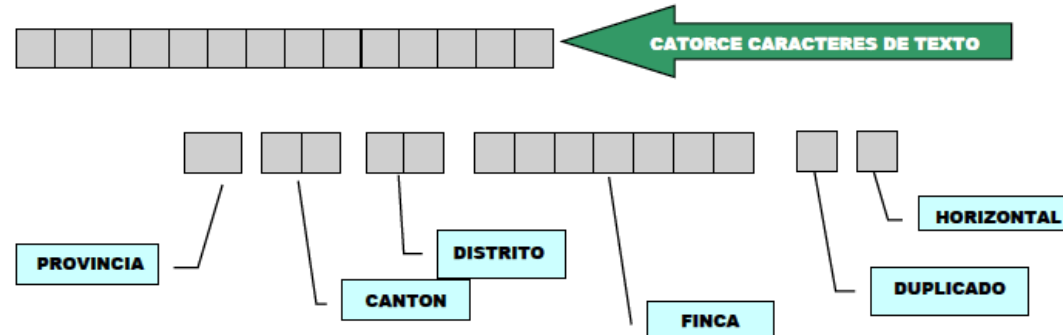 CATORCE CARACTERES DE TEXTO
HORIZONTAL
PROVINCIA
DISTRITO
DUPLICADO
CANTON
FINCA